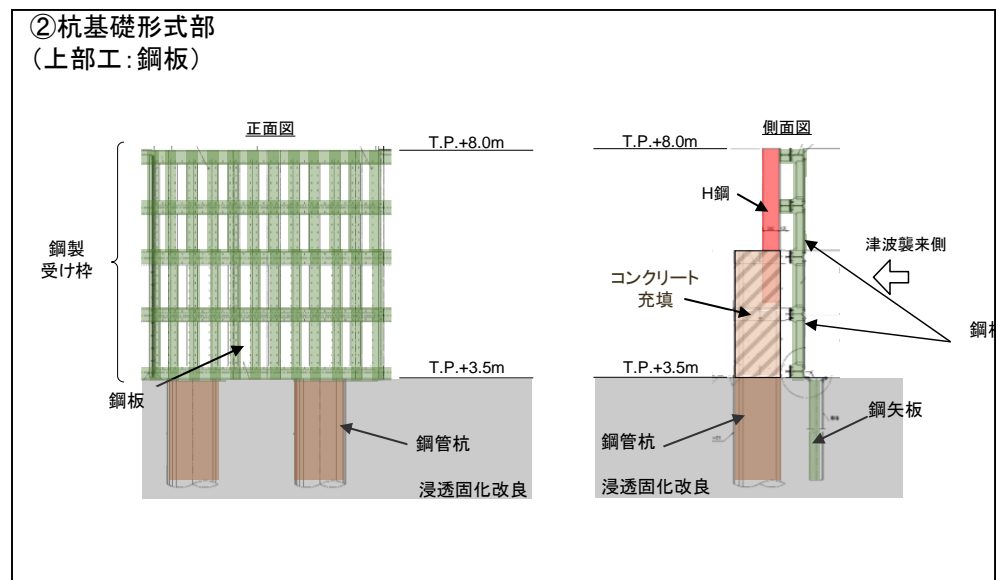 ②杭基礎形式部
（上部工：鋼板）
正面図
T.P.+8.0m
鋼製
受け枠
鋼板
T.P.+3.5m
鋼管杭
浸透固化改良
側面図
T.P.+8.0m
H鋼
津波襲来側
コンクリート
充填
鋼
T.P.+3.5m
鋼矢板
鋼管杭
浸透固化改良